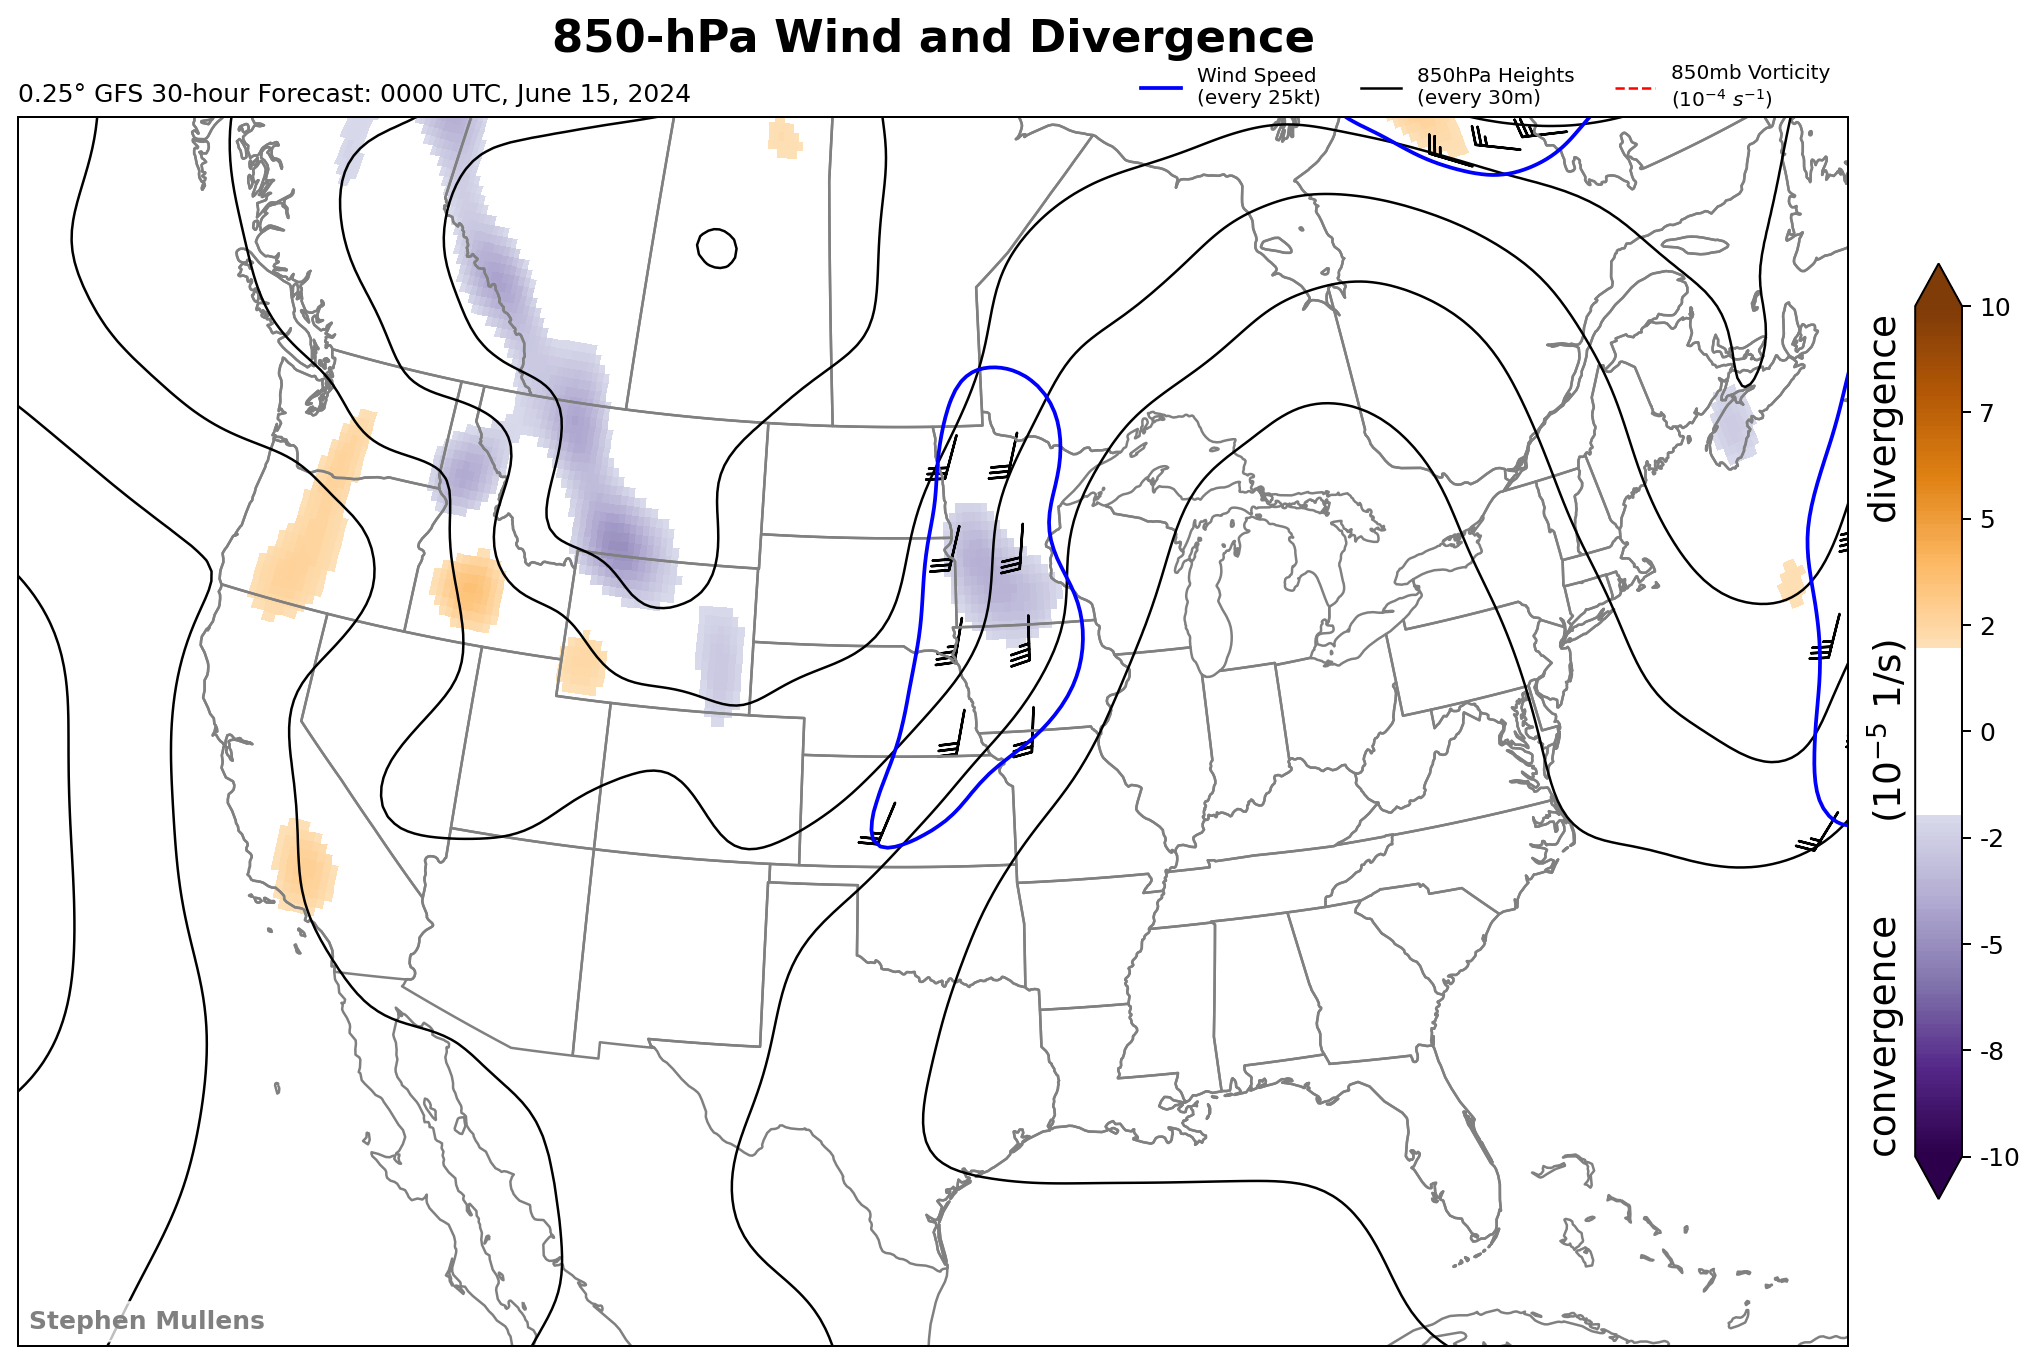 850-hPa Wind and Divergence
0.25° GFS 30-hour Forecast: 0000 UTC, June 15, 2024
Wind Speed
(every 25kt)
850hPa Heights
(every 30m)
850mb Vorticity
(10⁻⁴ s⁻¹)
10
7
5
2
0
-2
-5
-8
-10
convergence (10⁻⁵ 1/s) divergence
Stephen Mullens